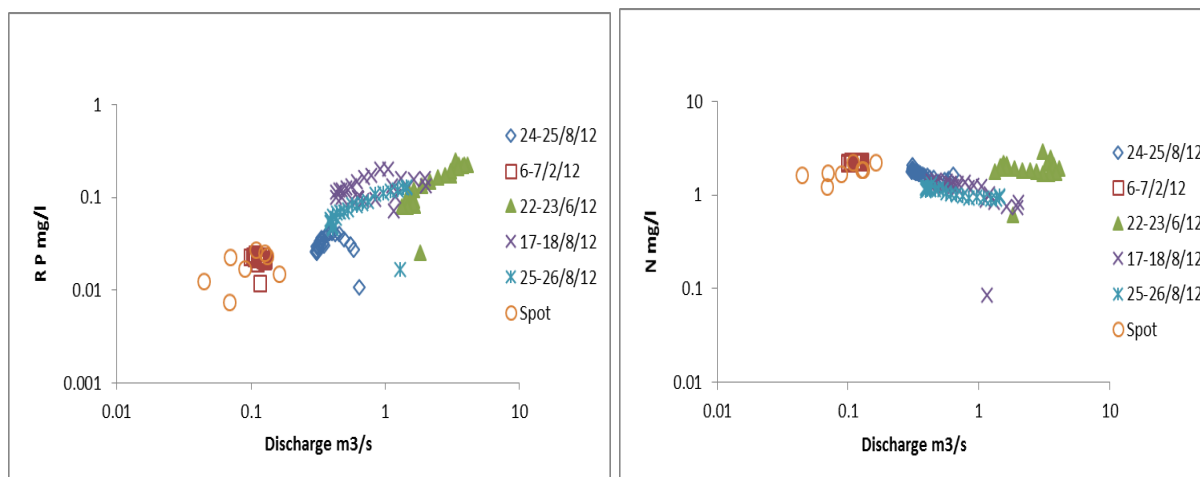 1
0.1
0.01
0.001
R P mg/l
0.01 0.1 1 10
Discharge m3/s
24-25/8/12
6-7/2/12
22-23/6/12
17-18/8/12
25-26/8/12
Spot
10
1
0.1
0.01
N mg/l
0.01 0.1 1 10
Discharge m3/s
24-25/8/12
6-7/2/12
22-23/6/12
17-18/8/12
25-26/8/12
Spot